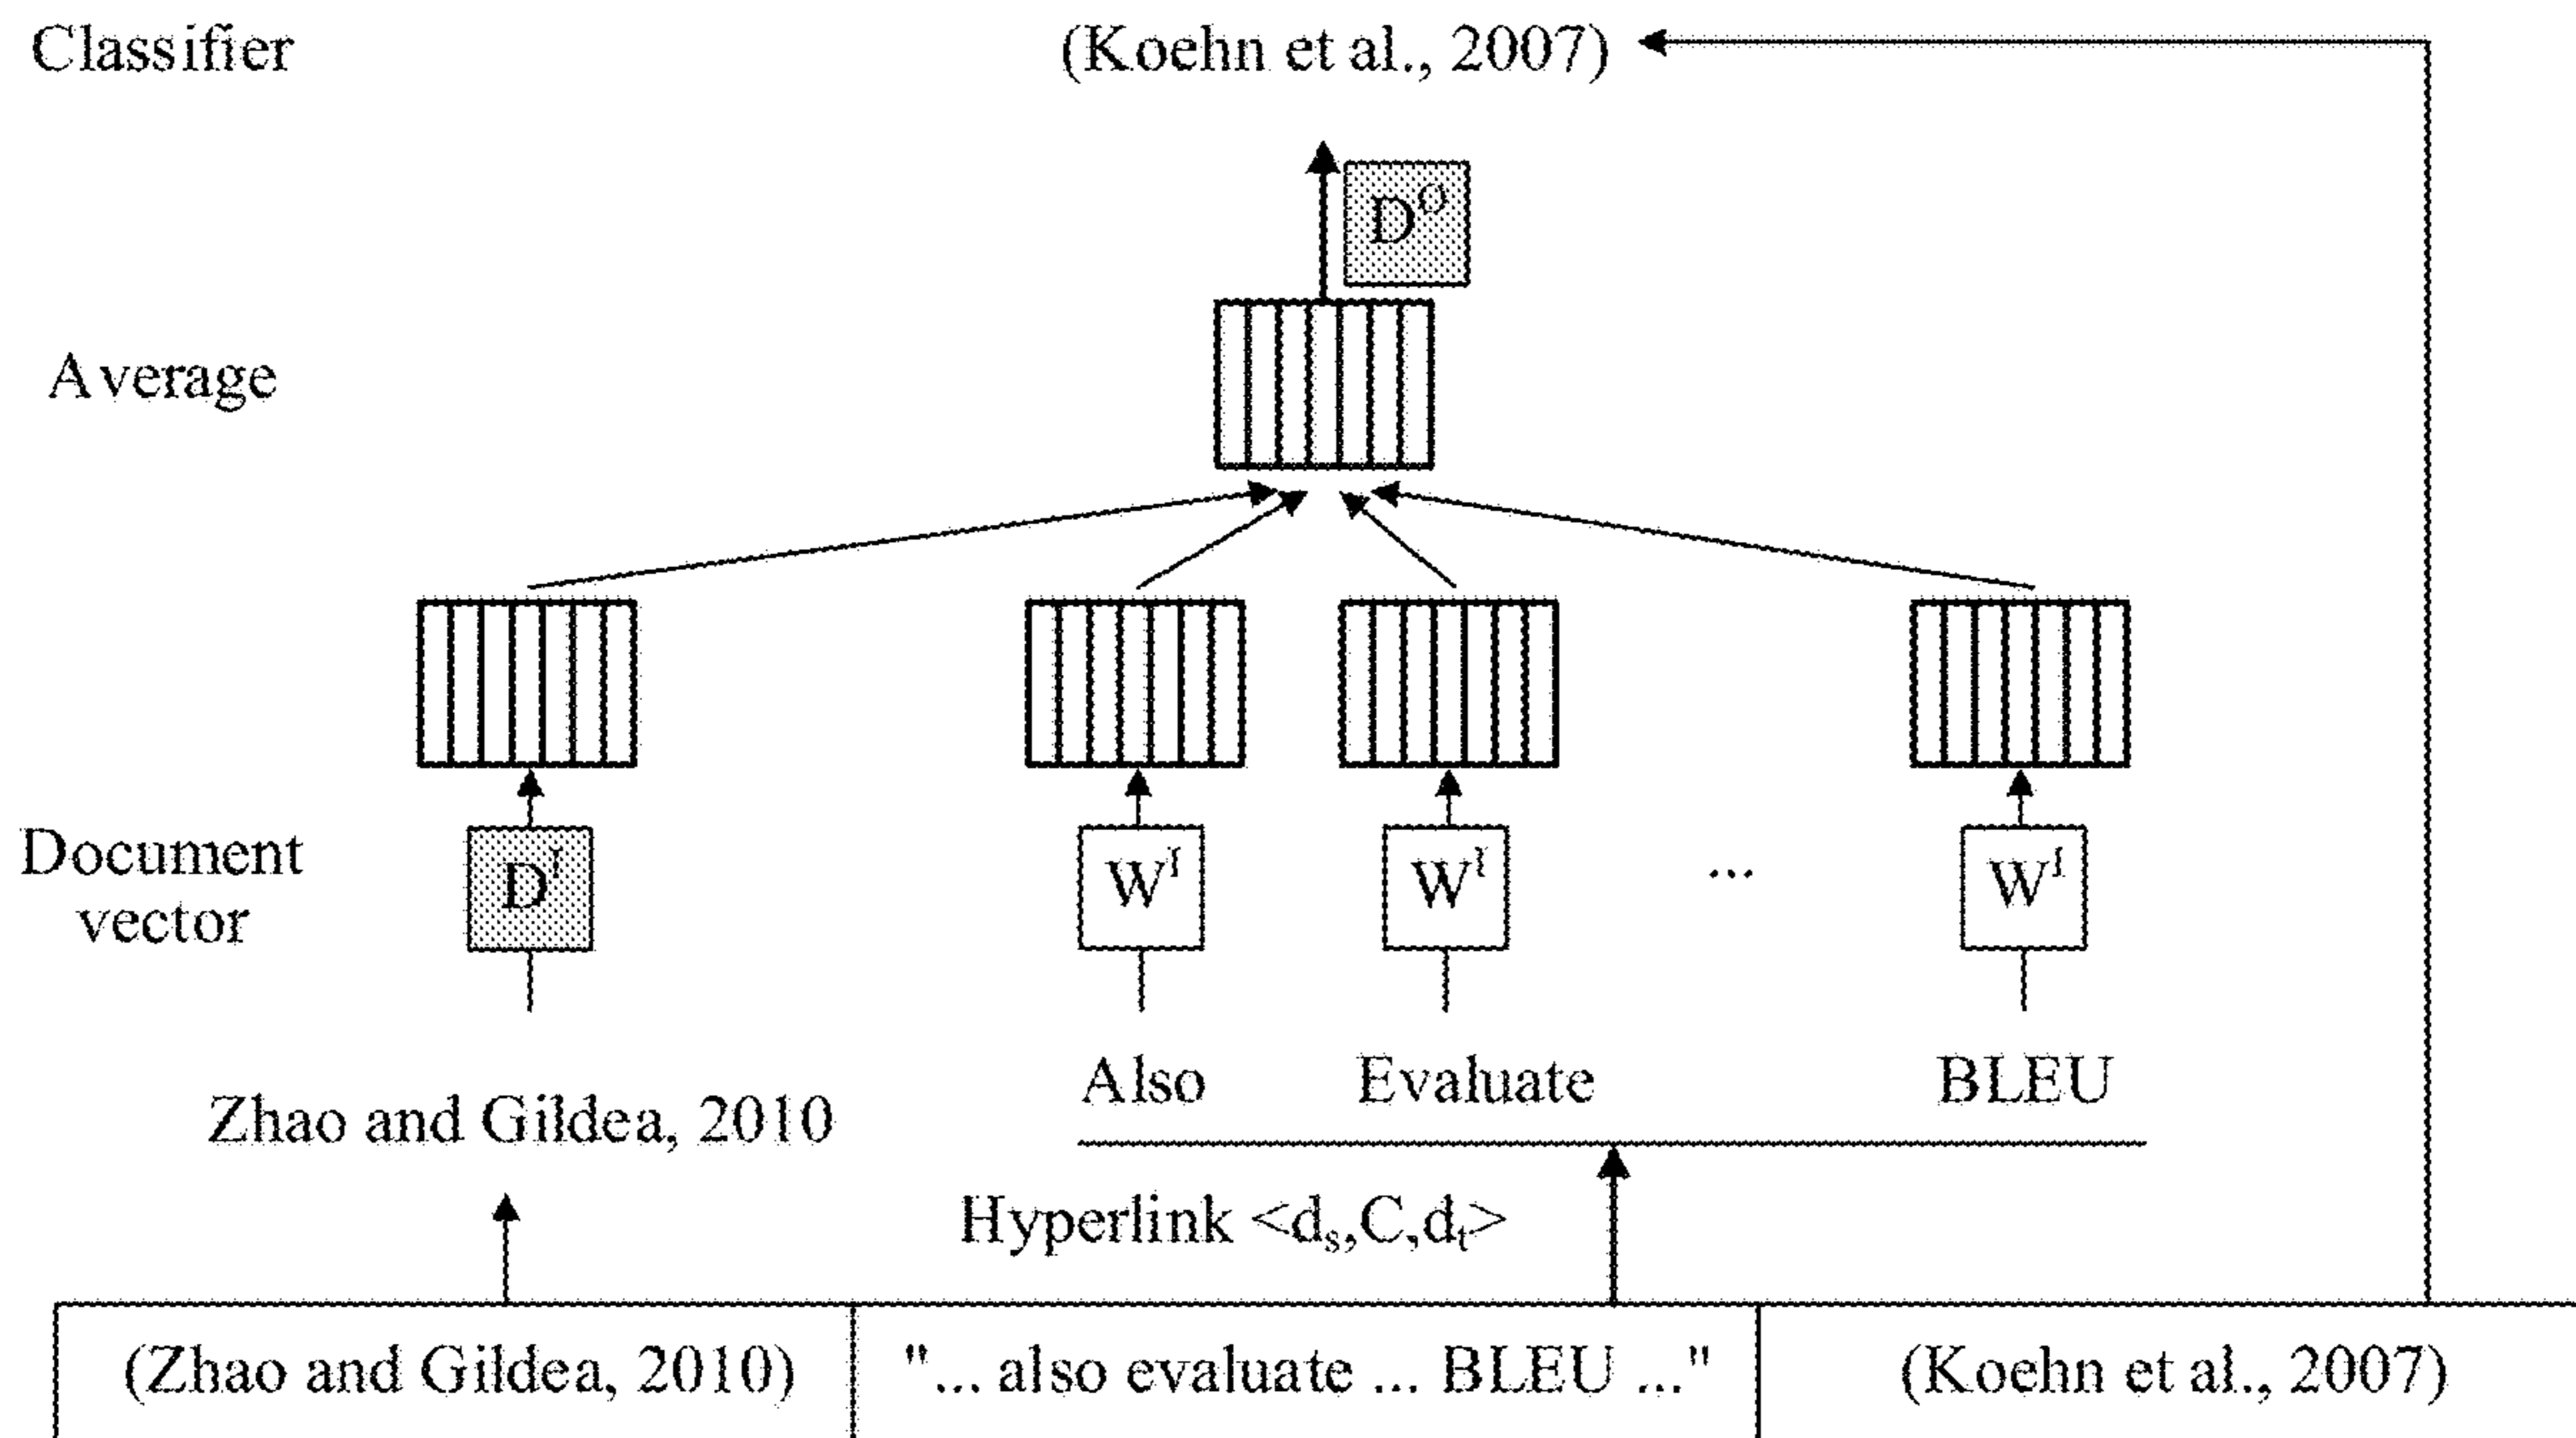 Classifier
(Koehn et al., 2007)
D^O
Average
Document
vector
D^I
W^I
W^I
...
W^I
Also
Evaluate
BLEU
Zhao and Gildea, 2010
Hyperlink <d_s,C,d_t>
(Zhao and Gildea, 2010)
"... also evaluate ... BLEU ..."
(Koehn et al., 2007)